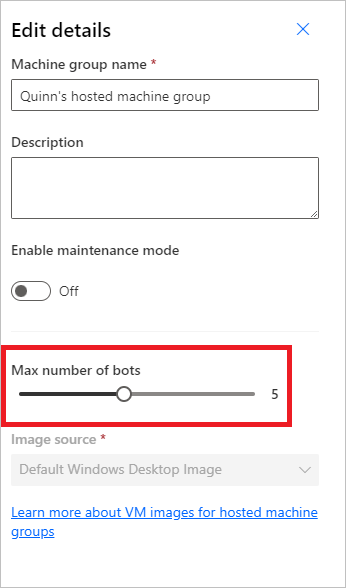 Edit details
Machine group name *
Quinn's hosted machine group
Description
Enable maintenance mode
Off
Max number of bots
5
Image source *
Default Windows Desktop Image
Learn more about VM images for hosted machine
groups